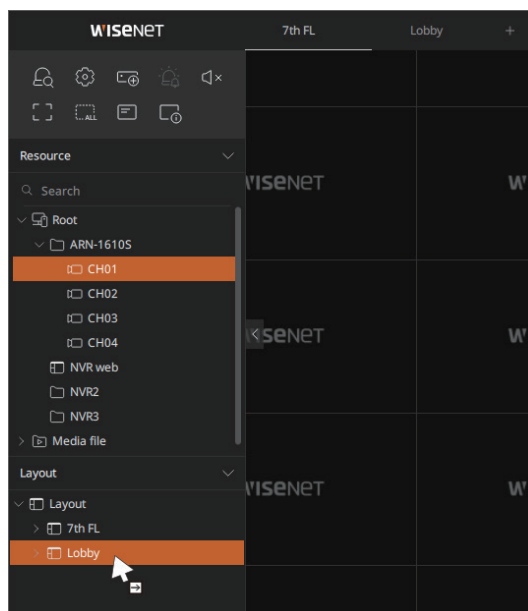 WISENET
7th FL
Lobby
+
ALL
Resource
Search
Root
ARN-1610S
CH01
CH02
CH03
CH04
NVR web
NVR2
NVR3
Media file
Layout
Layout
7th FL
Lobby
WISENET
W
WISENET
W
WISENET
W